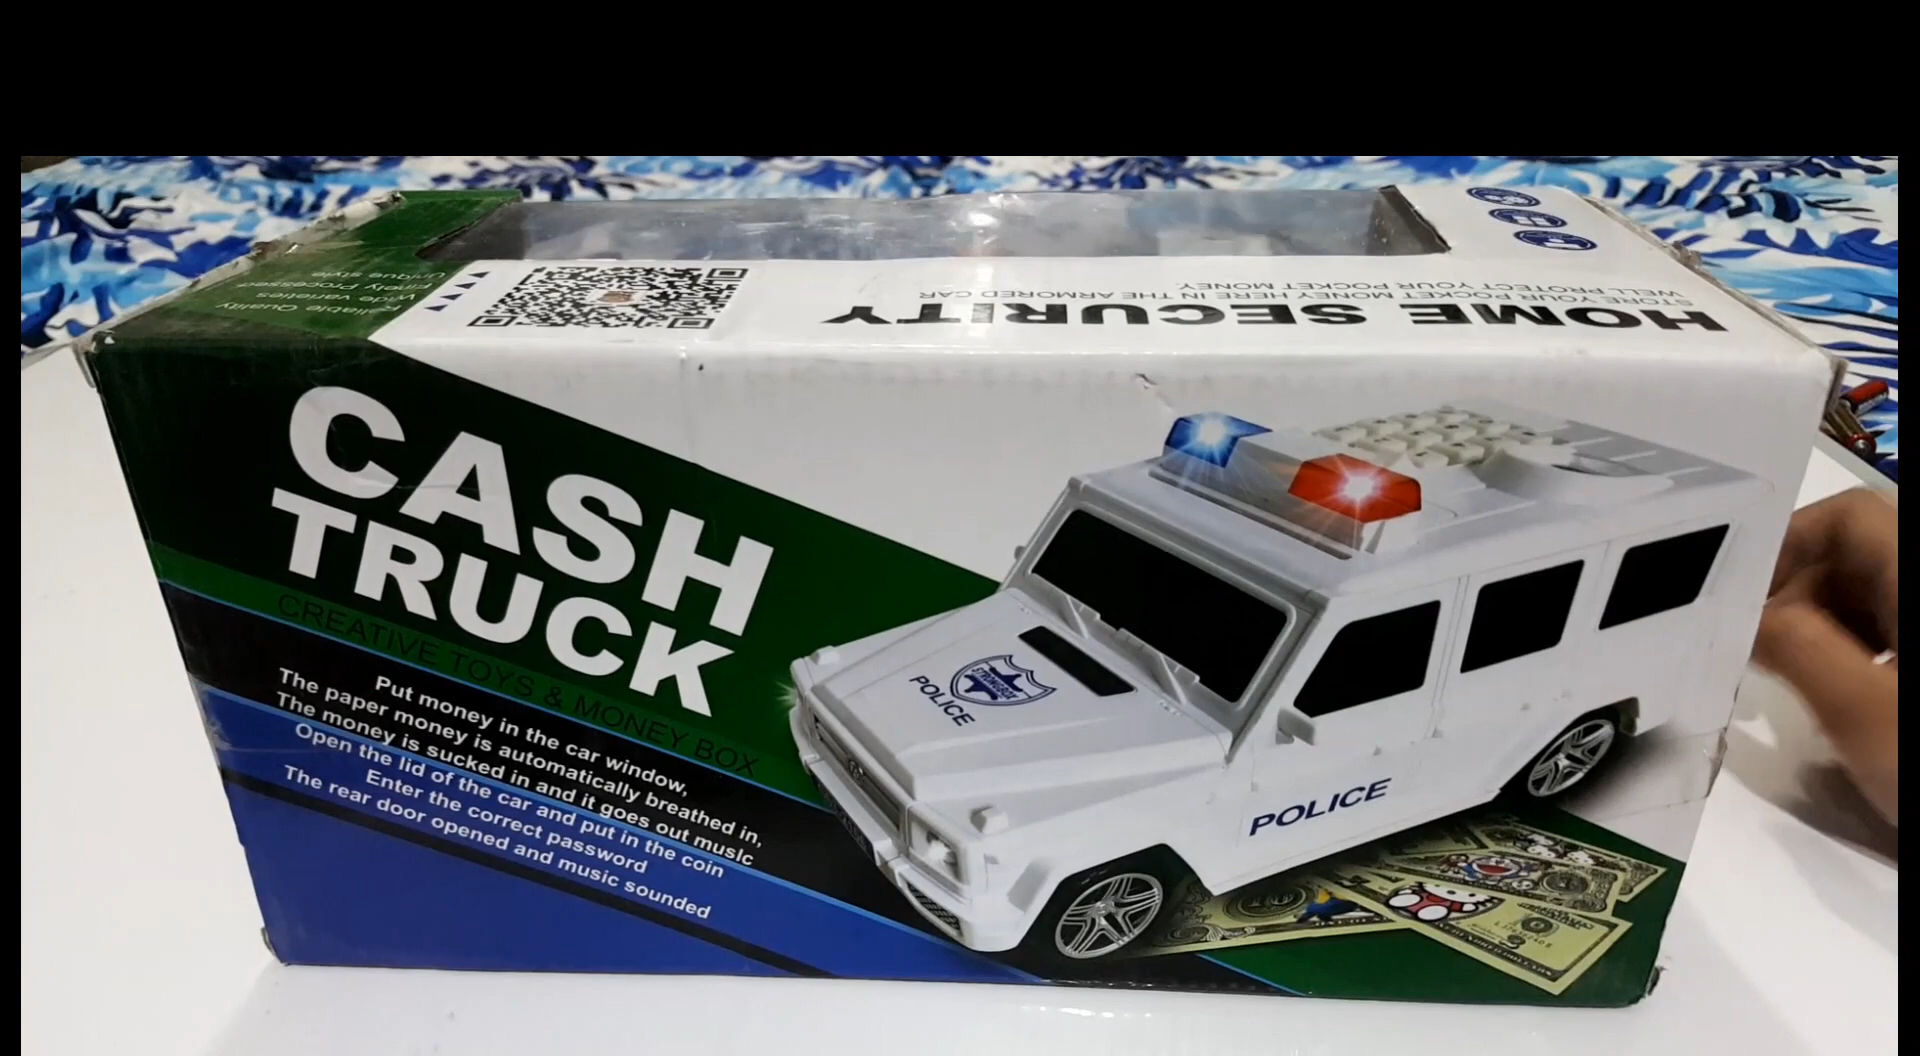 Reliable Quality
Wide varieties
Finely Processed
Unique style
HOME SECURITY
STORE YOUR POCKET MONEY HERE IN THE ARMORED CAR
WELL PROTECT YOUR POCKET MONEY.
CASH
TRUCK
CREATIVE TOYS & MONEY BOX
Put money in the car window,
The paper money is automatically breathed in,
The money is sucked in and it goes out music
Open the lid of the car and put in the coin
Enter the correct password
The rear door opened and music sounded
STRONGBOX
POLICE
POLICE